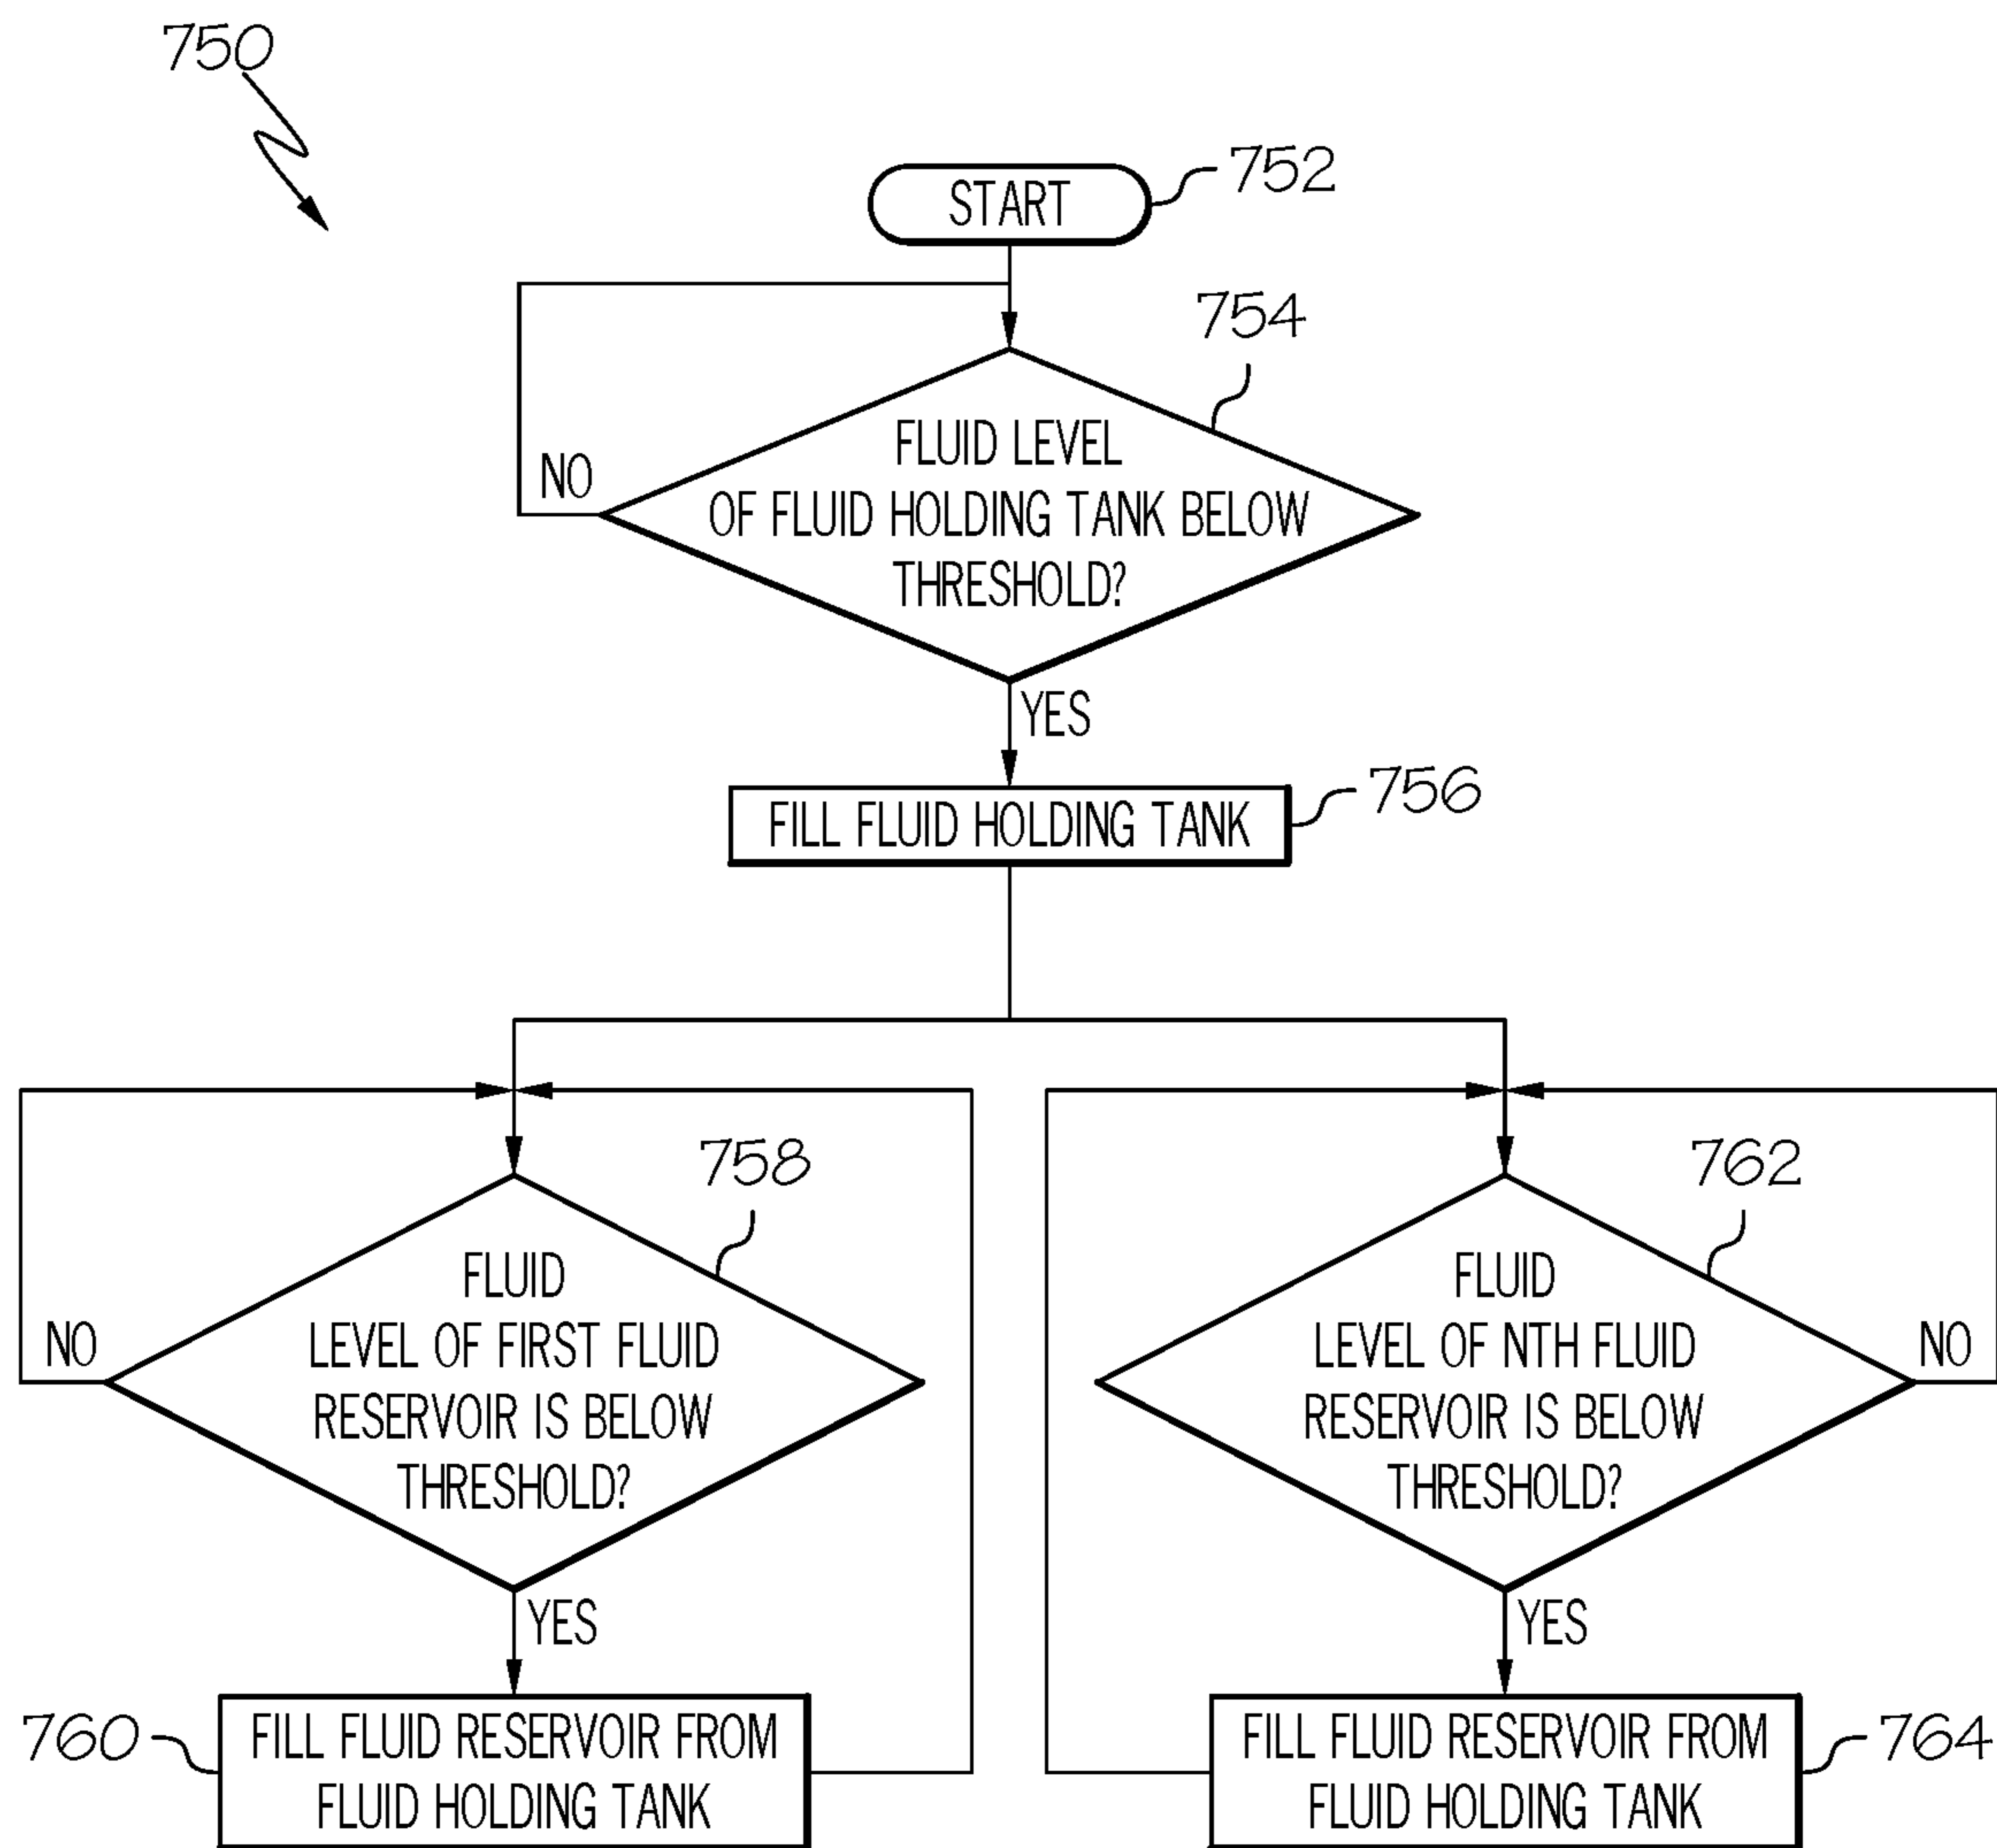 750
START
752
754
FLUID LEVEL
OF FLUID HOLDING TANK BELOW
THRESHOLD?
NO
YES
FILL FLUID HOLDING TANK
756
758
FLUID
LEVEL OF FIRST FLUID
RESERVOIR IS BELOW
THRESHOLD?
NO
YES
760
FILL FLUID RESERVOIR FROM
FLUID HOLDING TANK
762
FLUID
LEVEL OF NTH FLUID
RESERVOIR IS BELOW
THRESHOLD?
NO
YES
FILL FLUID RESERVOIR FROM
FLUID HOLDING TANK
764